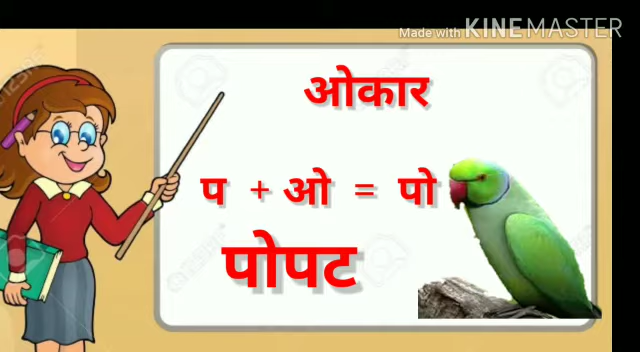 Made with KINEMASTER
ओकार
प + ओ = पो
पोपट